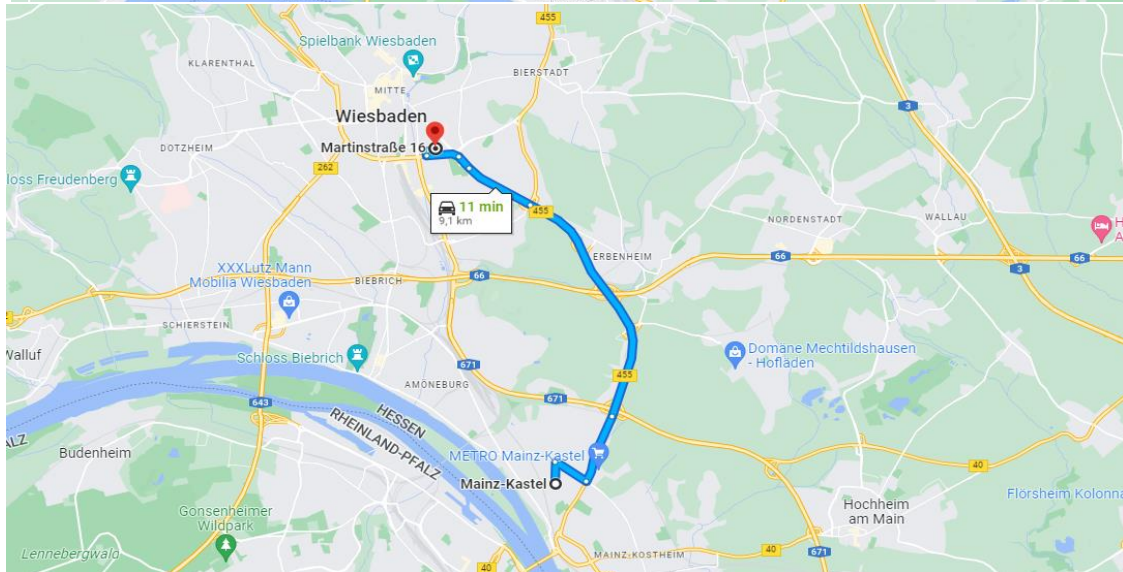 455
Spielbank Wiesbaden
KLARENTHAL
BIERSTADT
MITTE
3
Wiesbaden
Martinstraße 16
DOTZHEIM
262
loss Freudenberg
11 min
9,1 km
455
NORDENSTADT
WALLAU
H
A
ERBENHEIM
66
3
66
XXXLutz Mann
Mobilia Wiesbaden
BIEBRICH
66
SCHIERSTEIN
Walluf
Schloss Biebrich
671
Domäne Mechtildshausen
- Hofladen
AMÖNEBURG
455
643
HESSEN
RHEINLAND-PFALZ
671
ALZ
Budenheim
METRO Mainz-Kastel
40
Mainz-Kastel
Gonsenheimer
Wildpark
Hochheim
am Main
Flörsheim Kolonna
Lennebergwald
MAINZ-KOSTHEIM
40
671
40